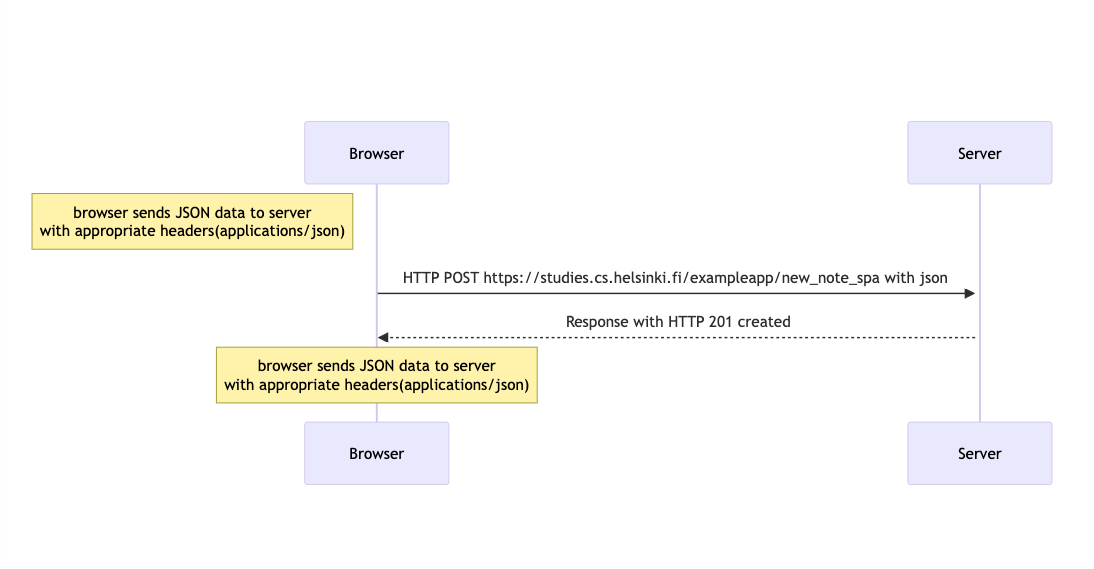 Browser
Server
browser sends JSON data to server
with appropriate headers(applications/json)
HTTP POST https://studies.cs.helsinki.fi/exampleapp/new_note_spa with json
Response with HTTP 201 created
browser sends JSON data to server
with appropriate headers(applications/json)
Browser
Server